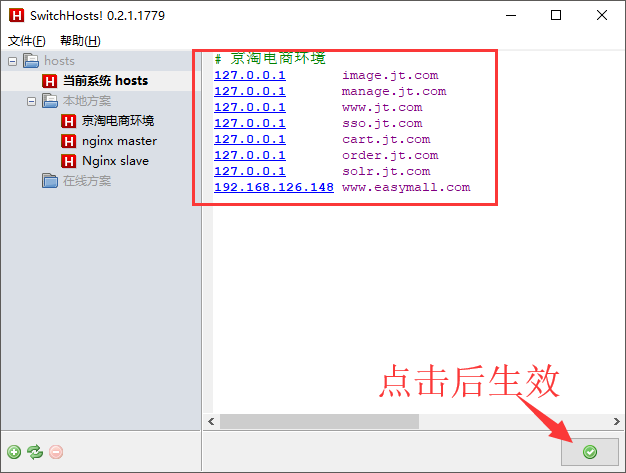 SwitchHosts! 0.2.1.1779
文件(F) 帮助(H)
hosts
当前系统 hosts
本地方案
京淘电商环境
nginx master
Nginx slave
在线方案
# 京淘电商环境
127.0.0.1 image.jt.com
127.0.0.1 manage.jt.com
127.0.0.1 www.jt.com
127.0.0.1 sso.jt.com
127.0.0.1 cart.jt.com
127.0.0.1 order.jt.com
127.0.0.1 solr.jt.com
192.168.126.148 www.easymall.com
点击后生效